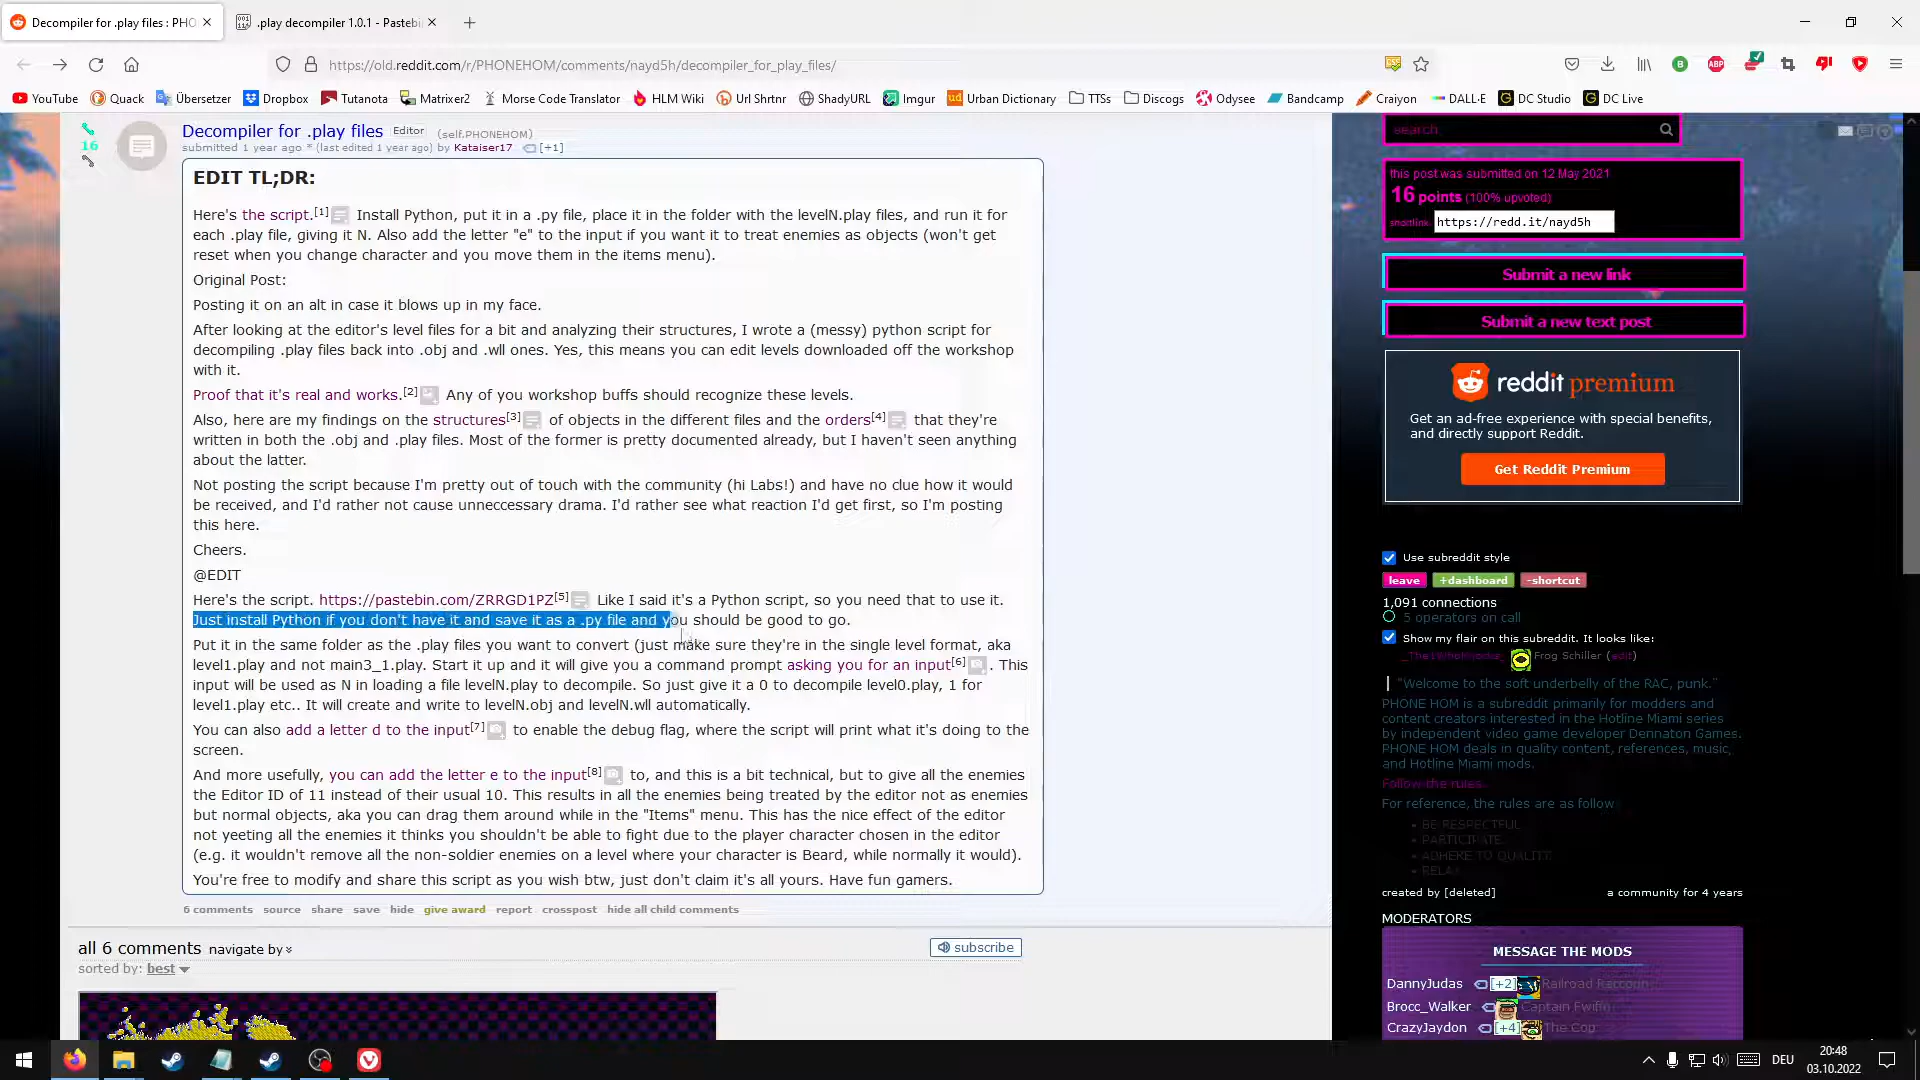 Decompiler for .play files : PHO
.play decompiler 1.0.1 - Pastebi
https://old.reddit.com/r/PHONEHOM/comments/nayd5h/decompiler_for_play_files/
YouTube
Quack
Übersetzer
Dropbox
Tutanota
Matrixer2
Morse Code Translator
HLM Wiki
Url Shrtnr
ShadyURL
Imgur
Urban Dictionary
TTSs
Discogs
Odysee
Bandcamp
Craiyon
DALL·E
DC Studio
DC Live
16
Decompiler for .play files Editor (self.PHONEHOM)
submitted 1 year ago * (last edited 1 year ago) by Kataiser17 [+1]
EDIT TL;DR:
Here's the script.[1] Install Python, put it in a .py file, place it in the folder with the levelN.play files, and run it for
each .play file, giving it N. Also add the letter "e" to the input if you want it to treat enemies as objects (won't get
reset when you change character and you move them in the items menu).
Original Post:
Posting it on an alt in case it blows up in my face.
After looking at the editor's level files for a bit and analyzing their structures, I wrote a (messy) python script for
decompiling .play files back into .obj and .wll ones. Yes, this means you can edit levels downloaded off the workshop
with it.
Proof that it's real and works.[2] Any of you workshop buffs should recognize these levels.
Also, here are my findings on the structures[3] of objects in the different files and the orders[4] that they're
written in both the .obj and .play files. Most of the former is pretty documented already, but I haven't seen anything
about the latter.
Not posting the script because I'm pretty out of touch with the community (hi Labs!) and have no clue how it would
be received, and I'd rather not cause unneccessary drama. I'd rather see what reaction I'd get first, so I'm posting
this here.
Cheers.
@EDIT
Here's the script. https://pastebin.com/ZRRGD1PZ[5] Like I said it's a Python script, so you need that to use it.
Just install Python if you don't have it and save it as a .py file and you should be good to go.
Put it in the same folder as the .play files you want to convert (just make sure they're in the single level format, aka
level1.play and not main3_1.play. Start it up and it will give you a command prompt asking you for an input[6]. This
input will be used as N in loading a file levelN.play to decompile. So just give it a 0 to decompile level0.play, 1 for
level1.play etc.. It will create and write to levelN.obj and levelN.wll automatically.
You can also add a letter d to the input[7] to enable the debug flag, where the script will print what it's doing to the
screen.
And more usefully, you can add the letter e to the input[8] to, and this is a bit technical, but to give all the enemies
the Editor ID of 11 instead of their usual 10. This results in all the enemies being treated by the editor not as enemies
but normal objects, aka you can drag them around while in the "Items" menu. This has the nice effect of the editor
not yeeting all the enemies it thinks you shouldn't be able to fight due to the player character chosen in the editor
(e.g. it wouldn't remove all the non-soldier enemies on a level where your character is Beard, while normally it would).
You're free to modify and share this script as you wish btw, just don't claim it's all yours. Have fun gamers.
6 comments source share save hide give award report crosspost hide all child comments
all 6 comments navigate by
subscribe
sorted by: best
search
this post was submitted on 12 May 2021
16 points (100% upvoted)
shortlink: https://redd.it/nayd5h
Submit a new link
Submit a new text post
reddit premium
Get an ad-free experience with special benefits,
and directly support Reddit.
Get Reddit Premium
Use subreddit style
leave +dashboard -shortcut
1,091 connections
5 operators on call
Show my flair on this subreddit. It looks like:
Frog Schiller (edit)
"Welcome to the soft underbelly of the RAC, punk."
PHONE HOM is a subreddit primarily for modders and
content creators interested in the Hotline Miami series
by independent video game developer Dennaton Games.
PHONE HOM deals in quality content, references, music,
and Hotline Miami mods.
Follow the rules.
For reference, the rules are as follow
BE RESPECTFUL
PARTICIPATE
ADHERE TO QUALITY
RELAX
created by [deleted]
a community for 4 years
MODERATORS
MESSAGE THE MODS
DannyJudas [+2] Railroad Raccoon
Brocc_Walker Captain Fwiffo
CrazyJaydon [+4] The Cop
DEU
20:48
03.10.2022